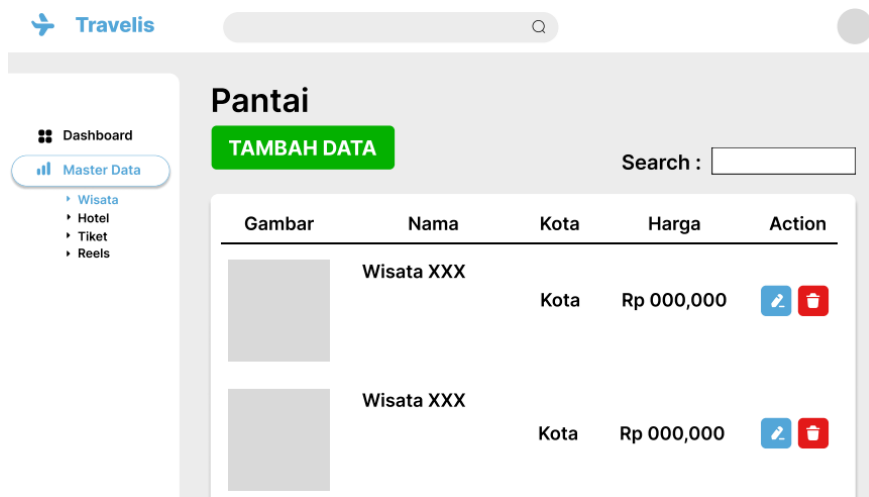 Travelis
Dashboard
Master Data
Wisata
Hotel
Tiket
Reels
Pantai
TAMBAH DATA
Search :
Gambar Nama Kota Harga Action
Wisata XXX
Kota Rp 000,000
Wisata XXX
Kota Rp 000,000